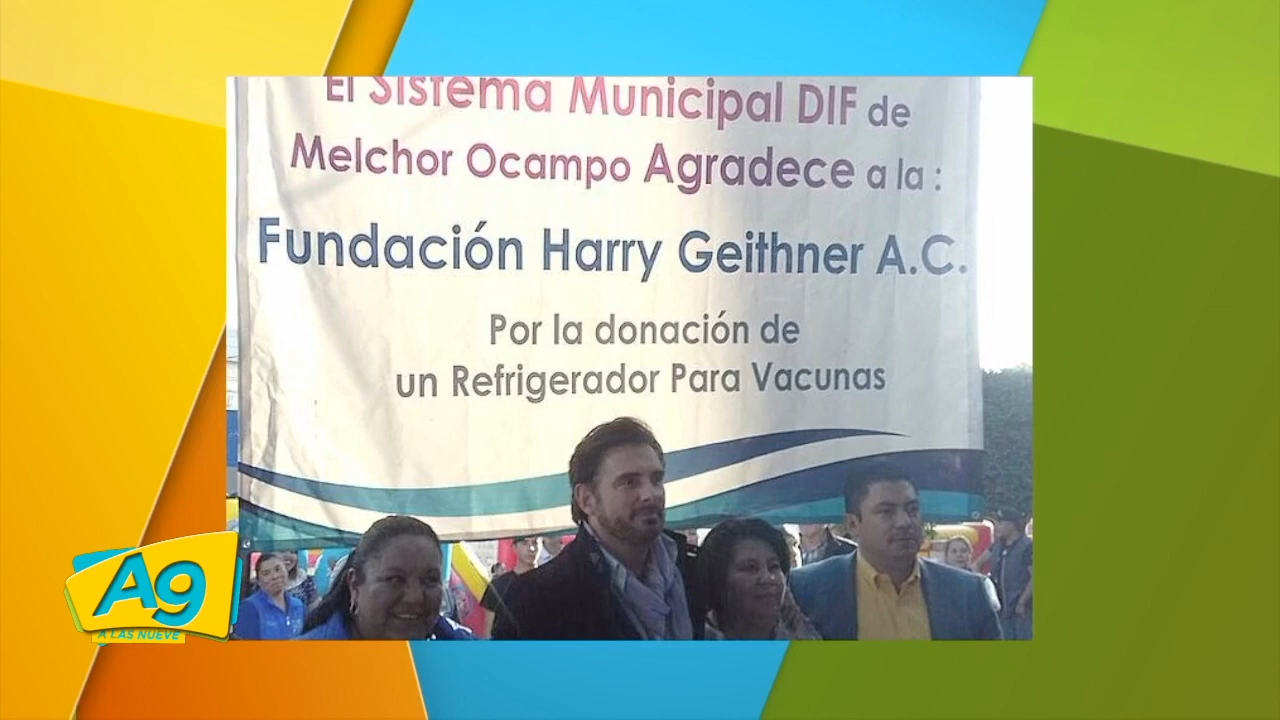 El Sistema Municipal DIF de
Melchor Ocampo Agradece a la :
Fundación Harry Geithner A.C.
Por la donación de
un Refrigerador Para Vacunas
A9
A LAS NUEVE